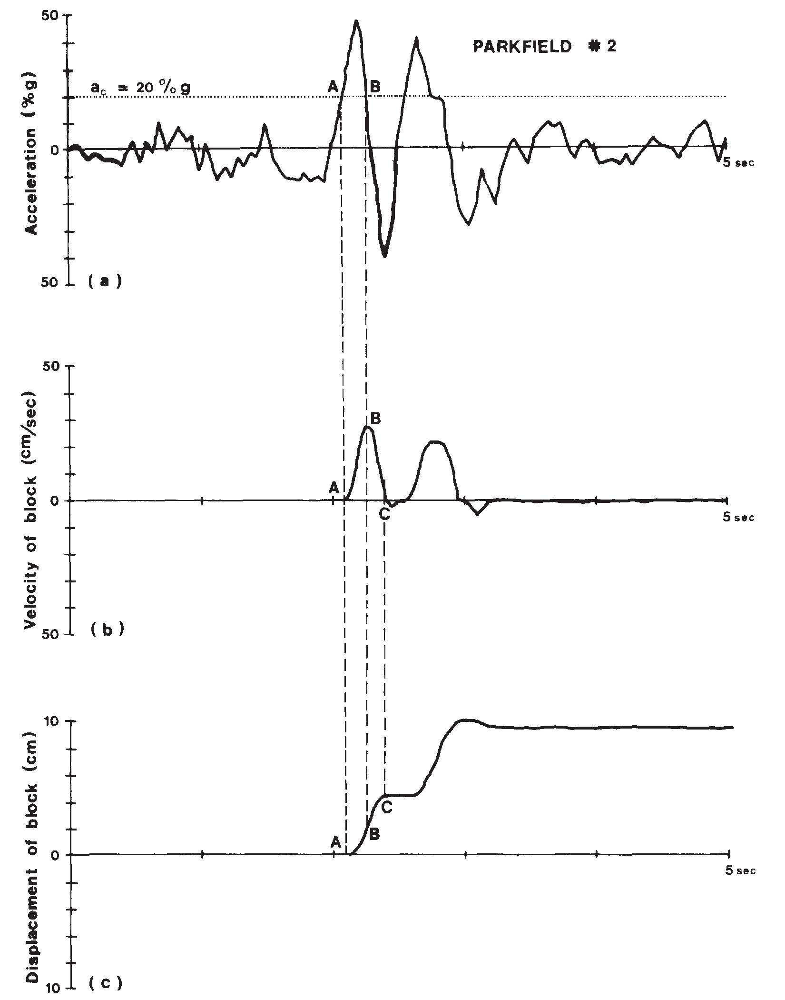 50
PARKFIELD # 2
A B
a_c = 20 % g
0
5 sec
Acceleration (%g)
50
(a)
50
B
A
0
C
5 sec
Velocity of block (cm/sec)
50
(b)
10
C
B
A
0
5 sec
Displacement of block (cm)
10
(c)